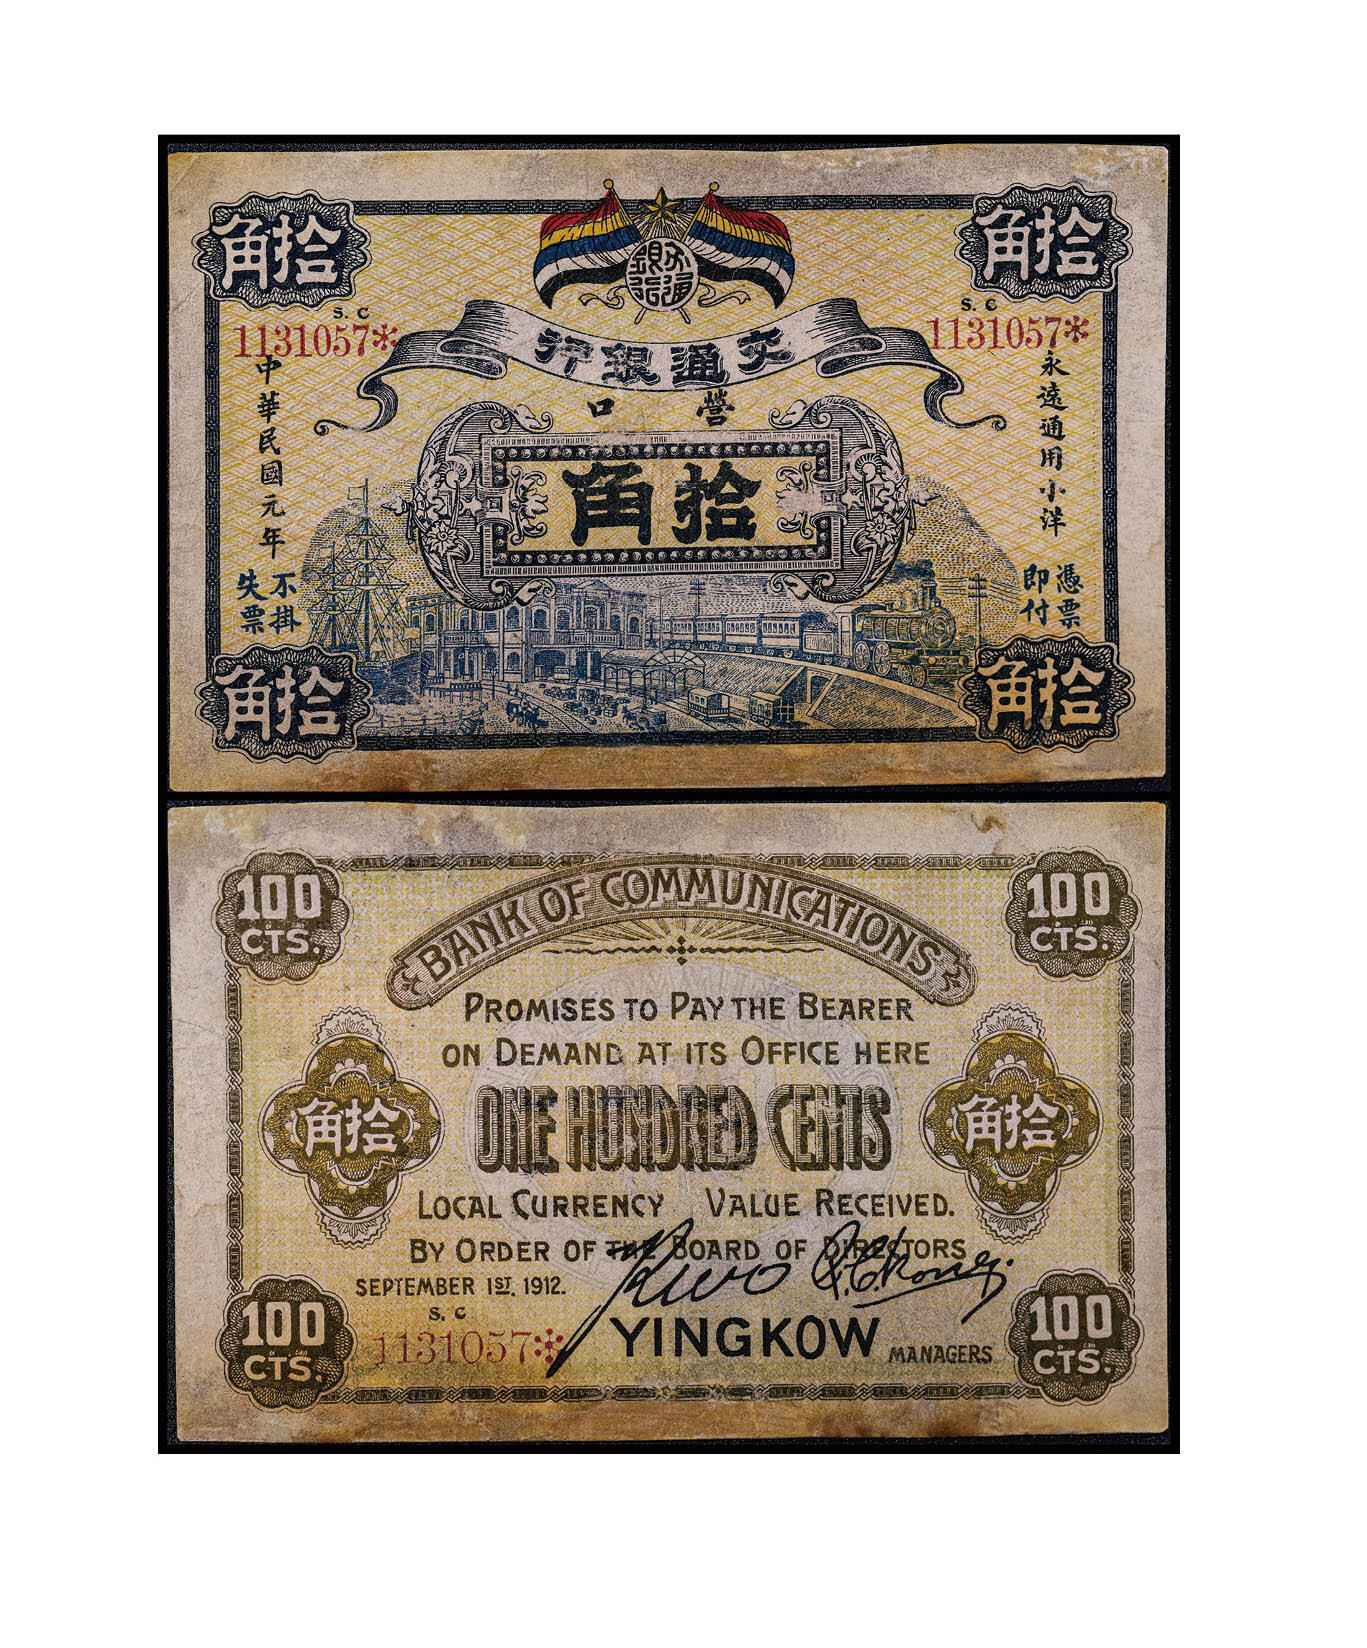 拾角
拾角
交通銀行
S. C
S. C
1131057*
1131057*
交通銀行
營口
中華民國元年
永遠通用小洋
拾角
不掛
失票
憑票
即付
拾角
拾角
100
CTS.
100
CTS.
BANK OF COMMUNICATIONS
PROMISES TO PAY THE BEARER
ON DEMAND AT ITS OFFICE HERE
拾角
拾角
ONE HUNDRED CENTS
LOCAL CURRENCY VALUE RECEIVED.
BY ORDER OF THE BOARD OF DIRECTORS
SEPTEMBER 1ST. 1912.
S. C
1131057*
YINGKOW
MANAGERS
100
CTS.
100
CTS.